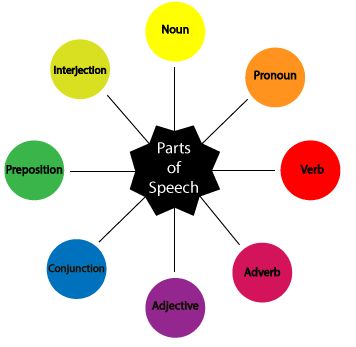 Noun
Pronoun
Verb
Adverb
Adjective
Conjunction
Preposition
Interjection
Parts
of
Speech